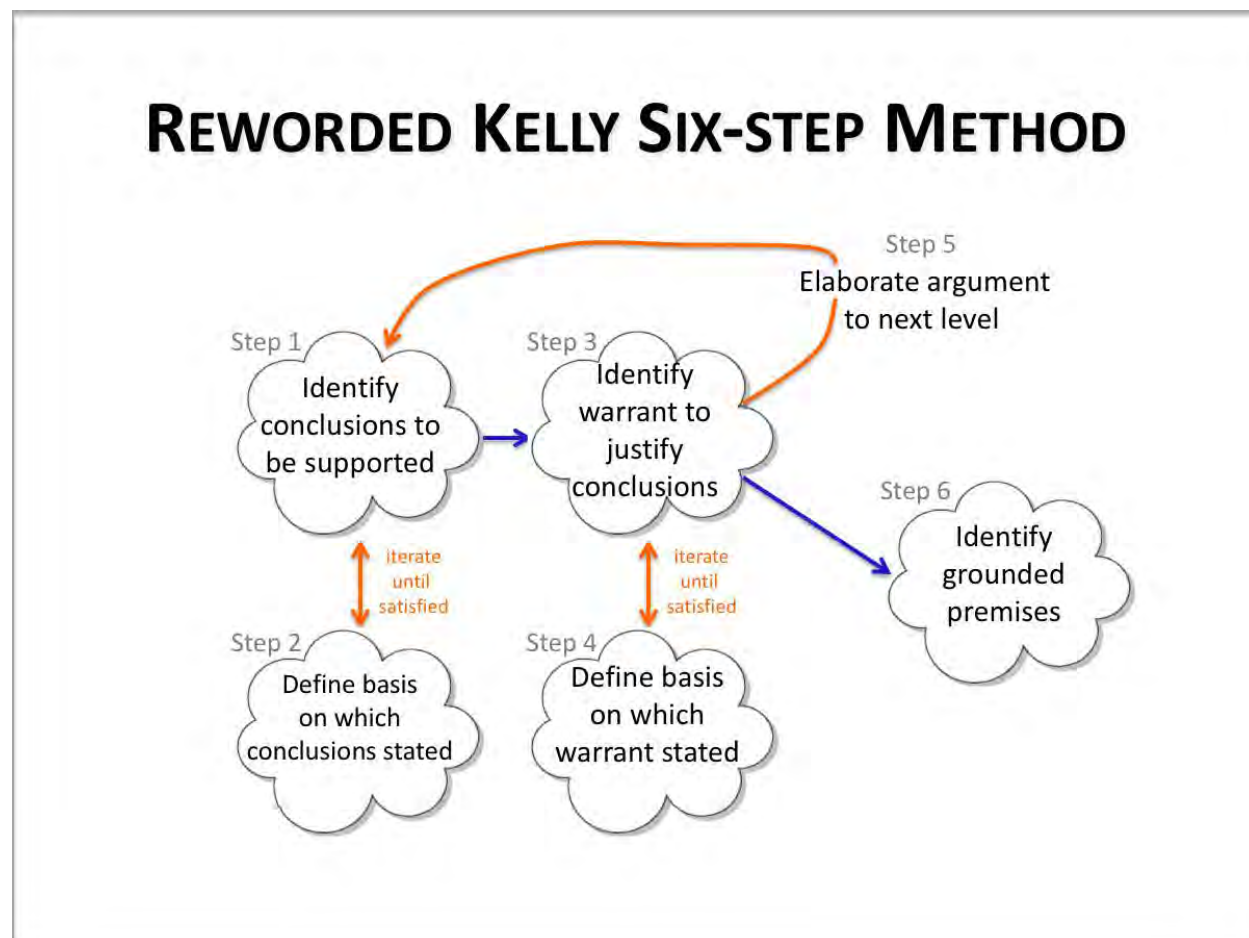 REWORDED KELLY SIX-STEP METHOD
Step 5
Elaborate argument
to next level
Step 1
Identify
conclusions to
be supported
Step 3
Identify
warrant to
justify
conclusions
Step 6
Identify
grounded
premises
iterate
until
satisfied
iterate
until
satisfied
Step 2
Define basis
on which
conclusions stated
Step 4
Define basis
on which
warrant stated